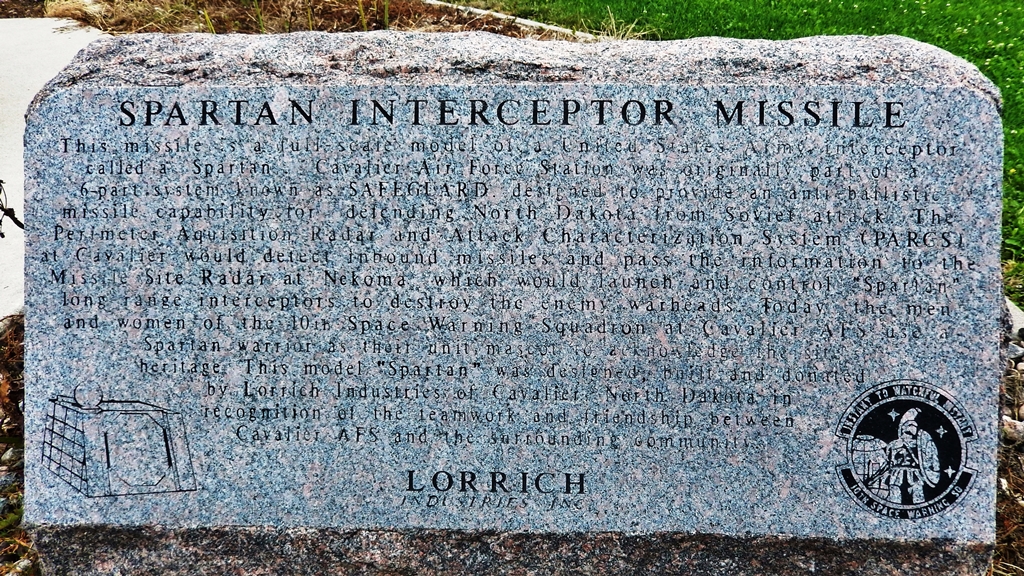 SPARTAN INTERCEPTOR MISSILE
This missile is a full scale model of a United States Army interceptor
called a Spartan. Cavalier Air Force Station was originally part of a
6-part system known as SAFEGUARD, designed to provide an anti-ballistic
missile capability for defending North Dakota from Soviet attack. The
Perimeter Aquisition Radar and Attack Characterization System (PARCS)
at Cavalier would detect inbound missiles and pass the information to the
Missile Site Radar at Nekoma, which would launch and control "Spartan"
long range interceptors to destroy the enemy warheads. Today, the men
and women of the 10th Space Warning Squadron at Cavalier AFS use a
Spartan warrior as their unit mascot to acknowledge the site
heritage. This model "Spartan" was designed, built and donated
by Lorrich Industries of Cavalier, North Dakota in
recognition of the teamwork and friendship between
Cavalier AFS and the surrounding community.
LORRICH
INDUSTRIES, INC
10TH SPACE WARNING SQ